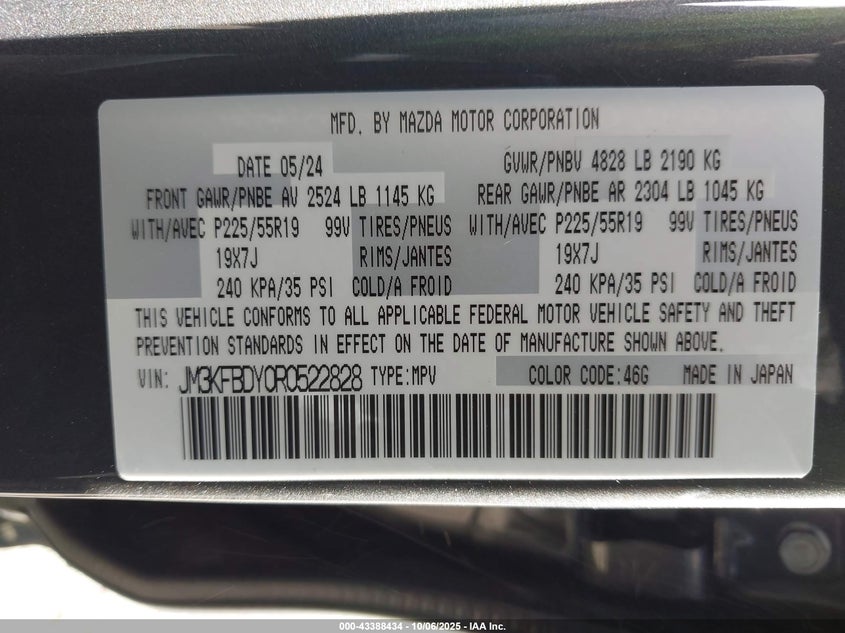 MFD. BY MAZDA MOTOR CORPORATION
DATE 05/24 GVWR/PNBV 4828 LB 2190 KG
FRONT GAWR/PNBE AV 2524 LB 1145 KG REAR GAWR/PNBE AR 2304 LB 1045 KG
WITH/AVEC P225/55R19 99V TIRES/PNEUS WITH/AVEC P225/55R19 99V TIRES/PNEUS
19X7J RIMS/JANTES 19X7J RIMS/JANTES
240 KPA/35 PSI COLD/A FROID 240 KPA/35 PSI COLD/A FROID
THIS VEHICLE CONFORMS TO ALL APPLICABLE FEDERAL MOTOR VEHICLE SAFETY AND THEFT
PREVENTION STANDARDS IN EFFECT ON THE DATE OF MANUFACTURE SHOWN ABOVE.
VIN: JM3KFBDY0R0522828 TYPE:MPV COLOR CODE:46G MADE IN JAPAN
000-43388434 - 10/06/2025 - IAA Inc.